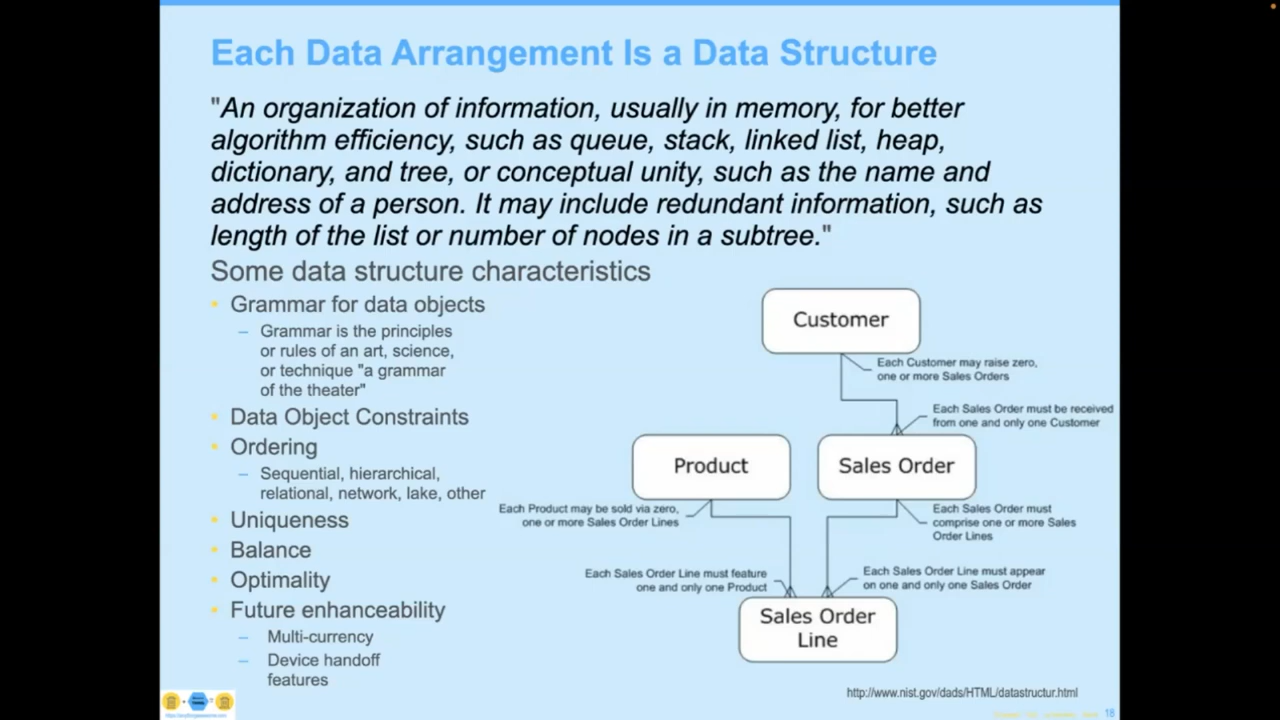 Each Data Arrangement Is a Data Structure
"An organization of information, usually in memory, for better
algorithm efficiency, such as queue, stack, linked list, heap,
dictionary, and tree, or conceptual unity, such as the name and
address of a person. It may include redundant information, such as
length of the list or number of nodes in a subtree."
Some data structure characteristics
• Grammar for data objects
– Grammar is the principles
or rules of an art, science,
or technique "a grammar
of the theater"
• Data Object Constraints
• Ordering
– Sequential, hierarchical,
relational, network, lake, other
• Uniqueness
• Balance
• Optimality
• Future enhanceability
– Multi-currency
– Device handoff
features
Customer
Each Customer may raise zero,
one or more Sales Orders
Each Sales Order must be received
from one and only one Customer
Product
Sales Order
Each Product may be sold via zero,
one or more Sales Order Lines
Each Sales Order must
comprise one or more Sales
Order Lines
Each Sales Order Line must feature
one and only one Product
Each Sales Order Line must appear
on one and only one Sales Order
Sales Order
Line
http://www.nist.gov/dads/HTML/datastructur.html
18